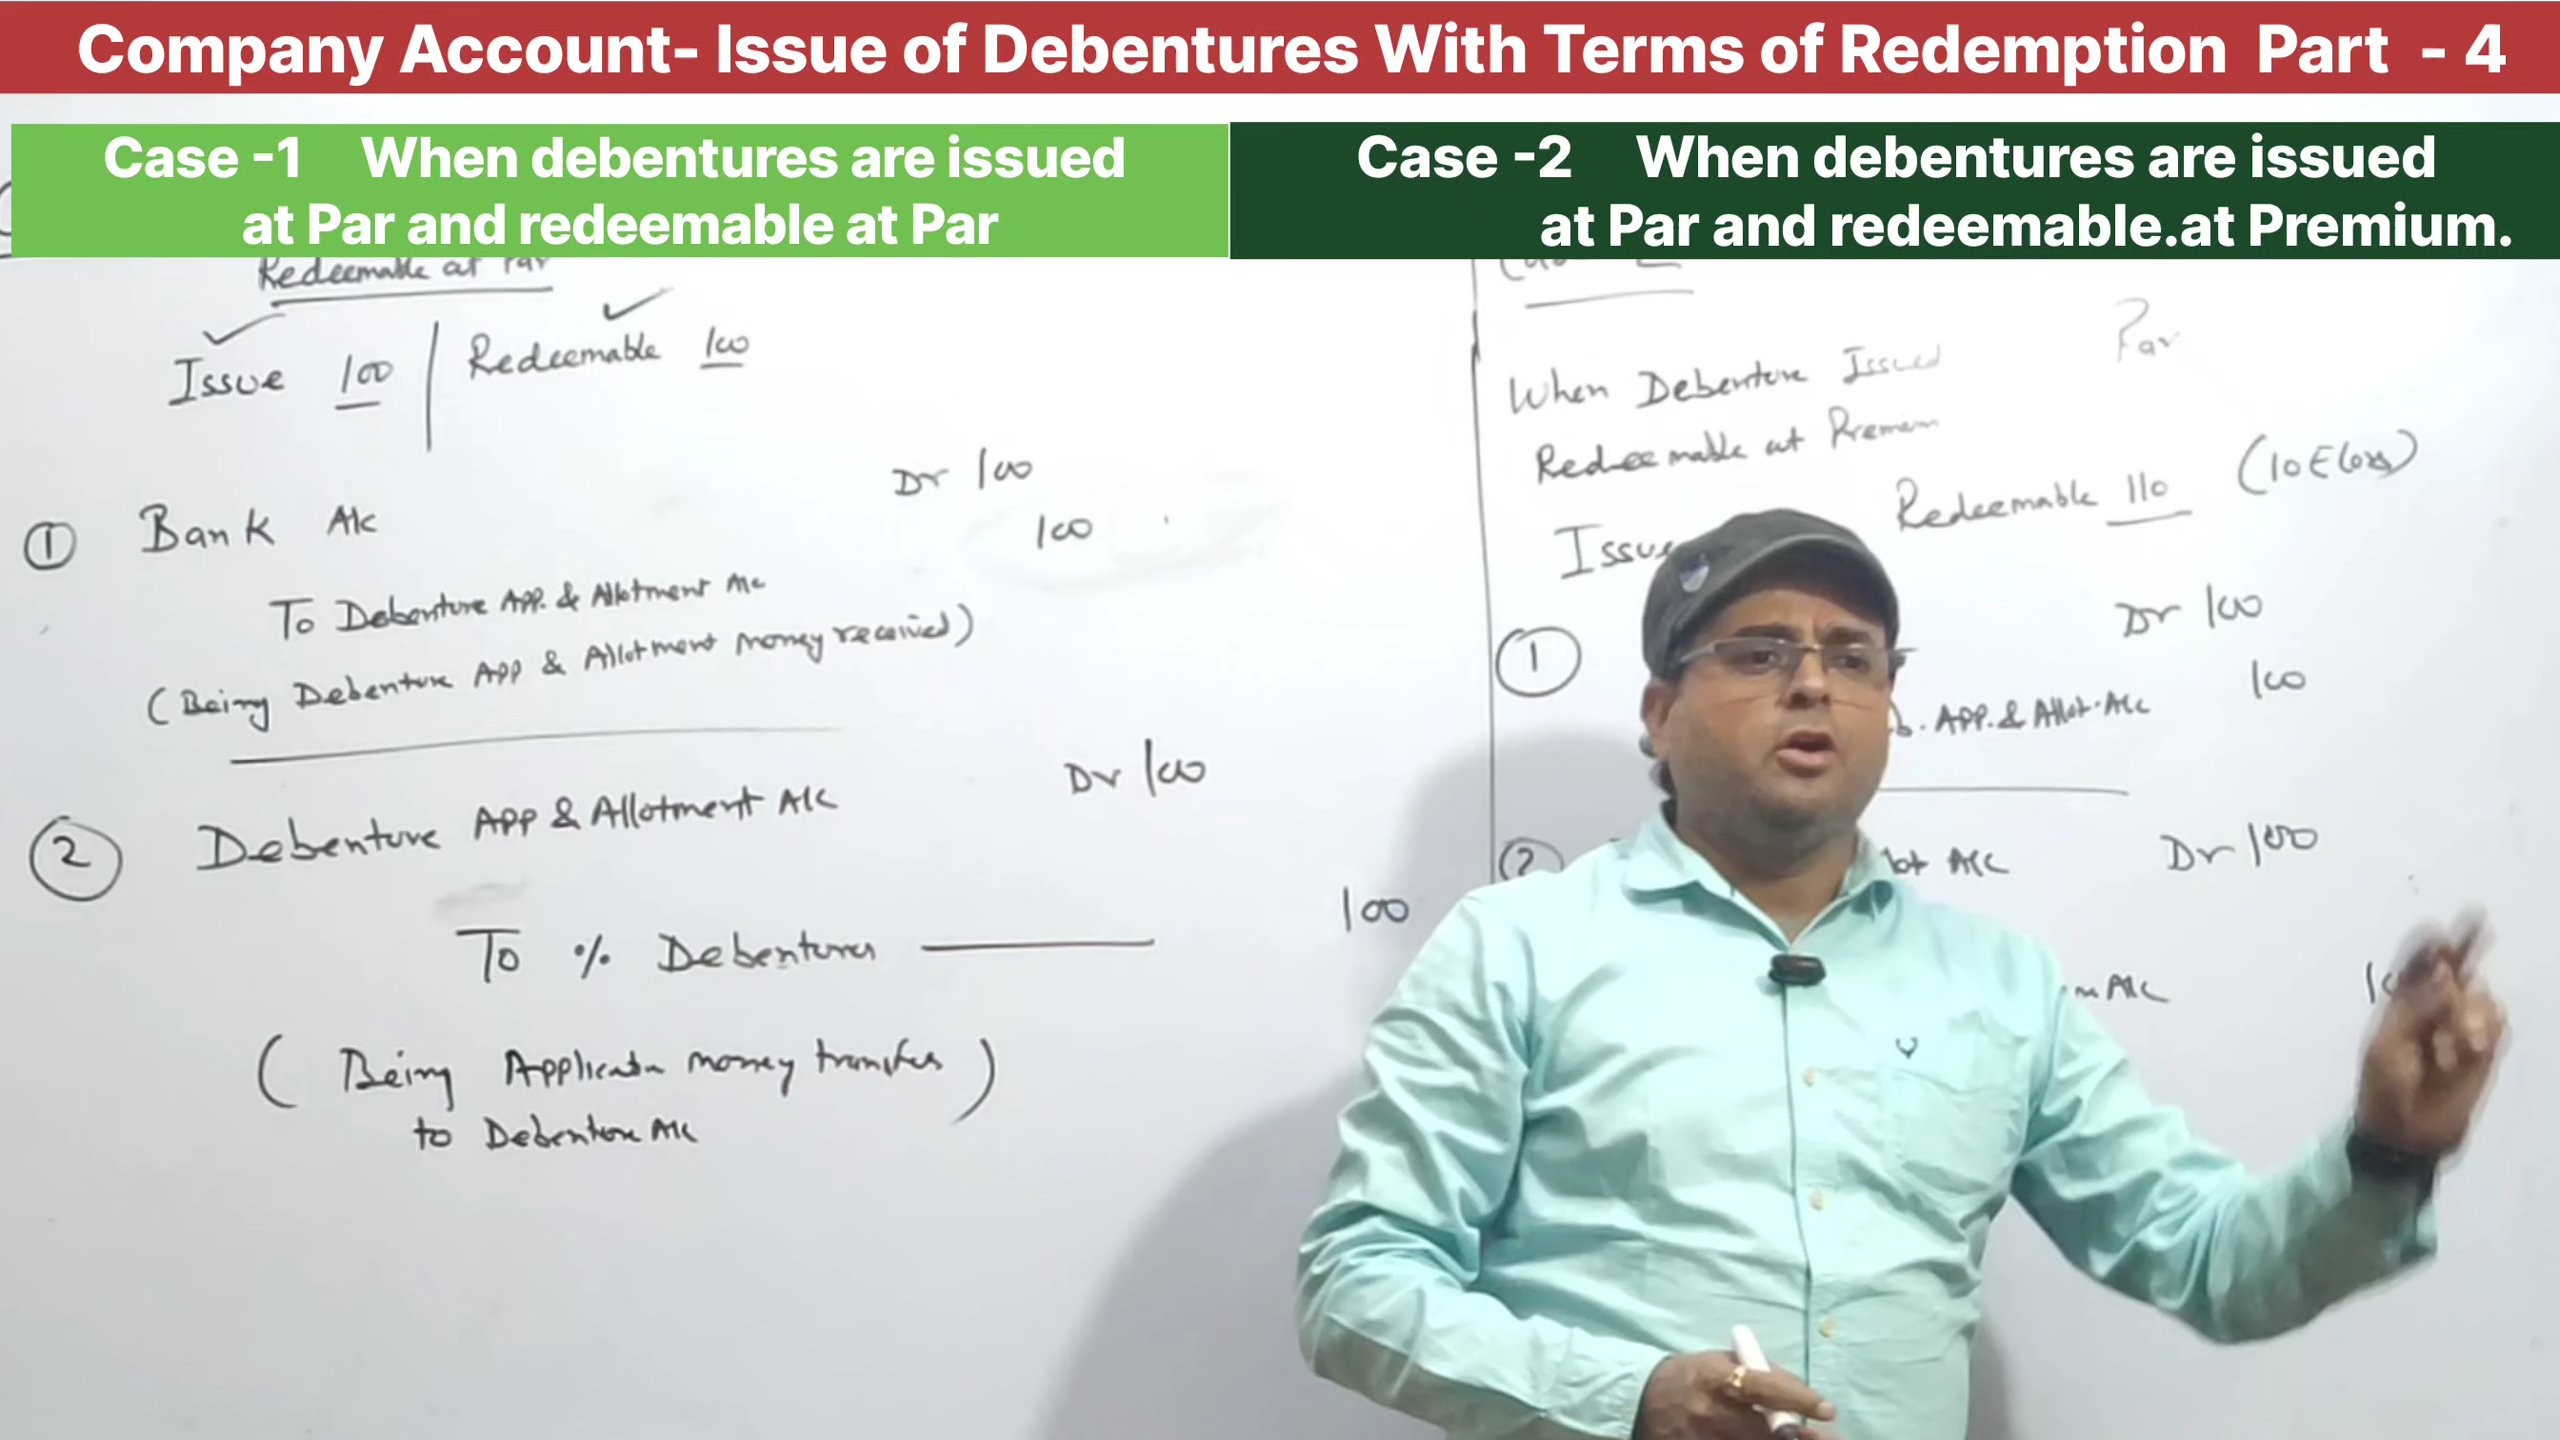 Company Account- Issue of Debentures With Terms of Redemption Part - 4
Case -1 When debentures are issued
at Par and redeemable at Par
Case -2 When debentures are issued
at Par and redeemable.at Premium.
Redeemable at Par
Issue 100 | Redeemable 100
① Bank A/c Dr 100
To Debenture App. & Allotment A/c 100
(Being Debenture App & Allotment money received)
② Debenture App & Allotment A/c Dr 100
To % Debentures 100
(Being money transfer)
to Debenture A/c
When Debenture Issued Par
Redeemable at
Issue Redeemable 110 (10
① Dr 100
App. & Allot. A/c 100
② A/c Dr 100
A/c